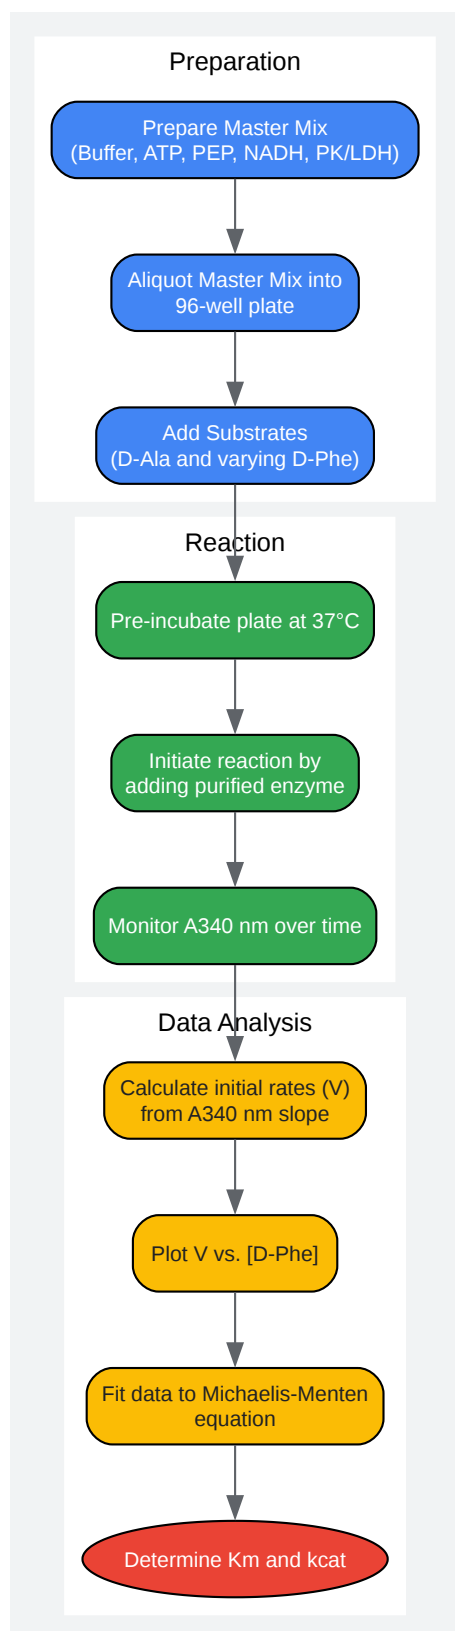 Preparation
Prepare Master Mix
(Buffer, ATP, PEP, NADH, PK/LDH)
Aliquot Master Mix into
96-well plate
Add Substrates
(D-Ala and varying D-Phe)
Reaction
Pre-incubate plate at 37°C
Initiate reaction by
adding purified enzyme
Monitor A340 nm over time
Data Analysis
Calculate initial rates (V)
from A340 nm slope
Plot V vs. [D-Phe]
Fit data to Michaelis-Menten
equation
Determine Km and kcat